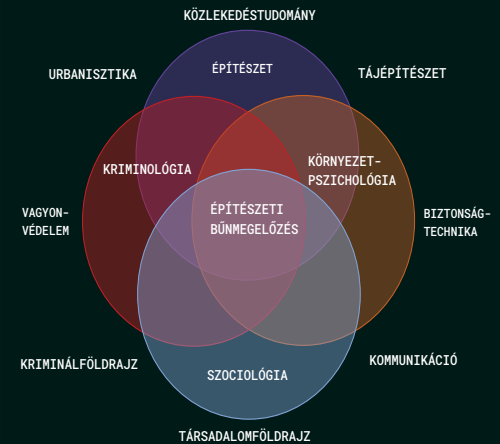 KÖZLEKEDÉSTUDOMÁNY
ÉPÍTÉSZET
URBANISZTIKA
TÁJÉPÍTÉSZET
KRIMINOLÓGIA
KÖRNYEZET-
PSZICHOLÓGIA
VAGYON-
VÉDELEM
ÉPÍTÉSZETI
BŰNMEGELŐZÉS
BIZTONSÁG-
TECHNIKA
KRIMINÁLFÖLDRAJZ
SZOCIOLÓGIA
KOMMUNIKÁCIÓ
TÁRSADALOMFÖLDRAJZ